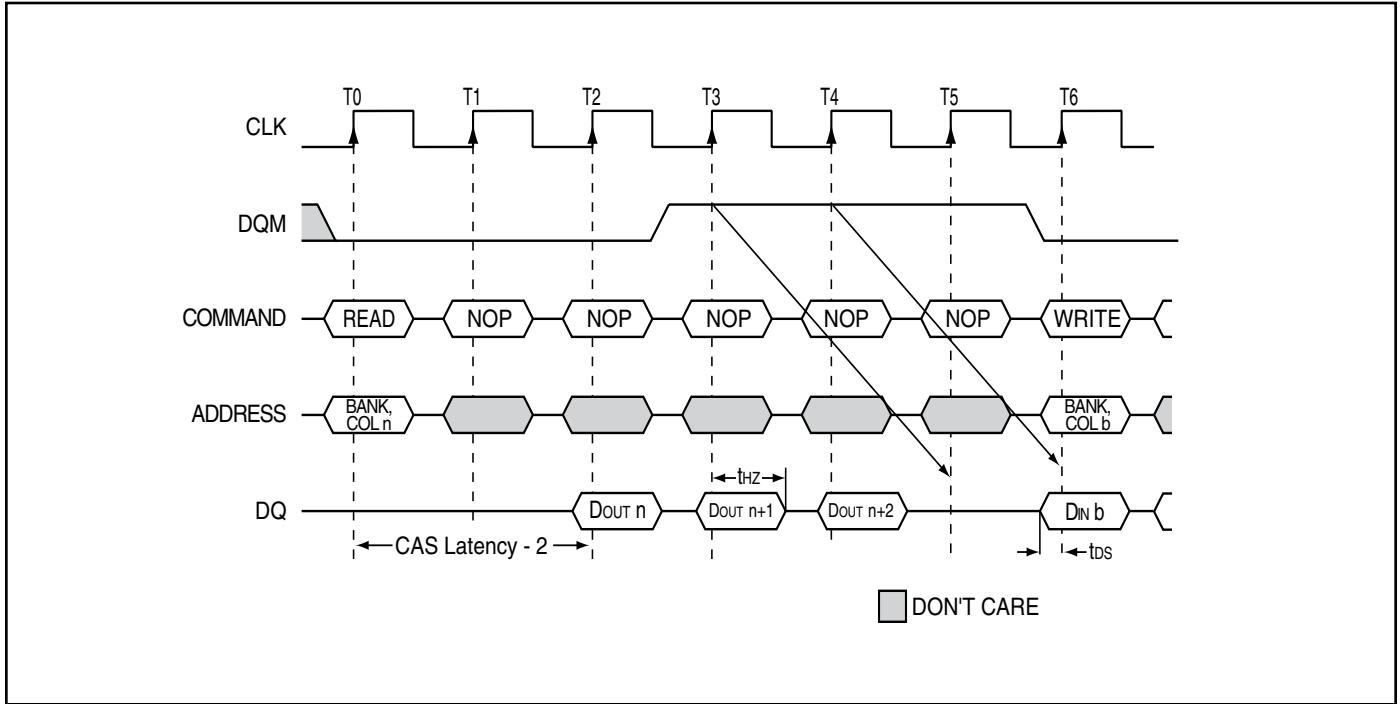 T0 T1 T2 T3 T4 T5 T6
CLK
DQM
COMMAND READ NOP NOP NOP NOP NOP WRITE
ADDRESS BANK, COL n BANK, COL b
tHZ
DQ DOUT n DOUT n+1 DOUT n+2 DIN b
CAS Latency - 2 tDS
DON'T CARE